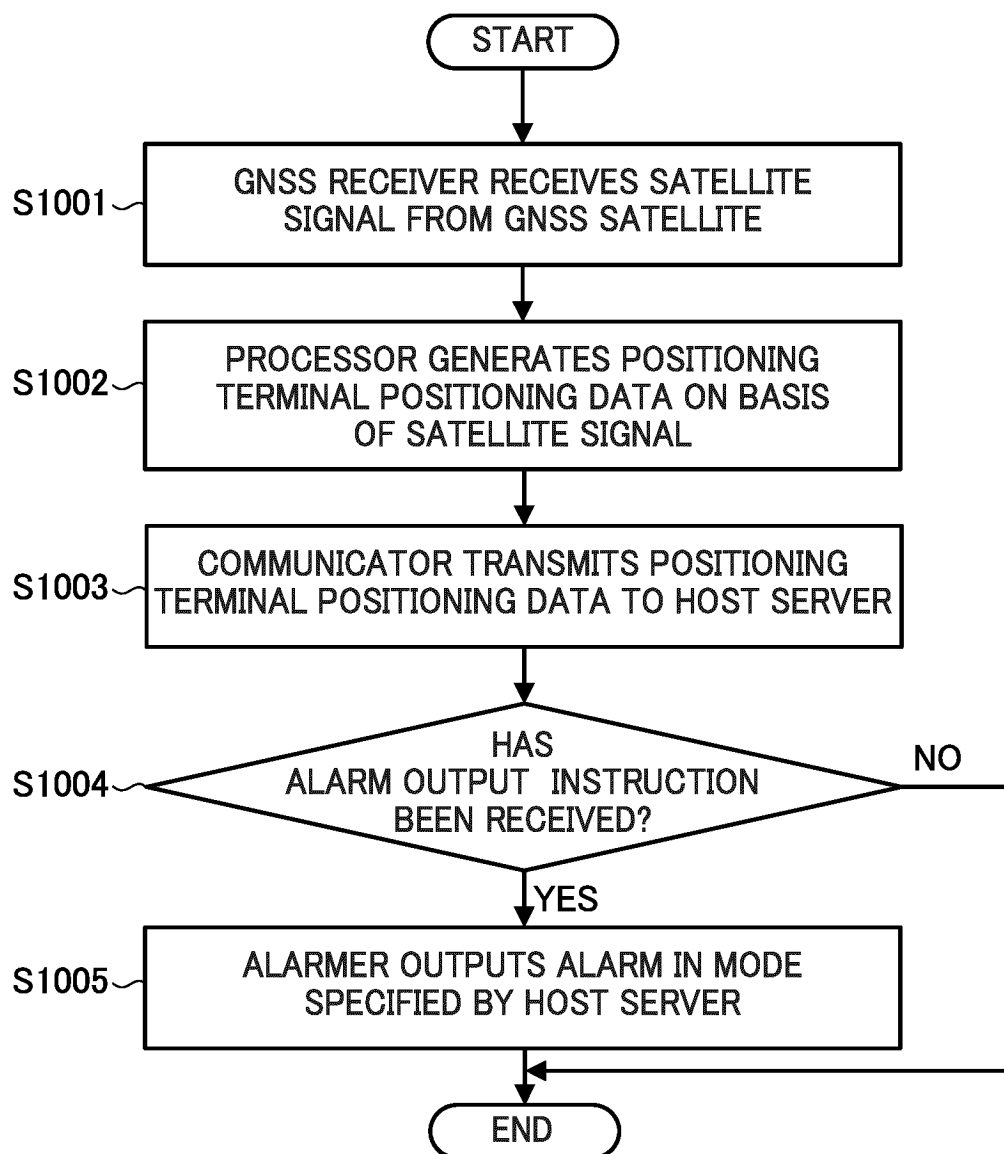 START
S1001
GNSS RECEIVER RECEIVES SATELLITE
SIGNAL FROM GNSS SATELLITE
S1002
PROCESSOR GENERATES POSITIONING
TERMINAL POSITIONING DATA ON BASIS
OF SATELLITE SIGNAL
S1003
COMMUNICATOR TRANSMITS POSITIONING
TERMINAL POSITIONING DATA TO HOST SERVER
S1004
HAS
ALARM OUTPUT INSTRUCTION
BEEN RECEIVED?
NO
YES
S1005
ALARMER OUTPUTS ALARM IN MODE
SPECIFIED BY HOST SERVER
END